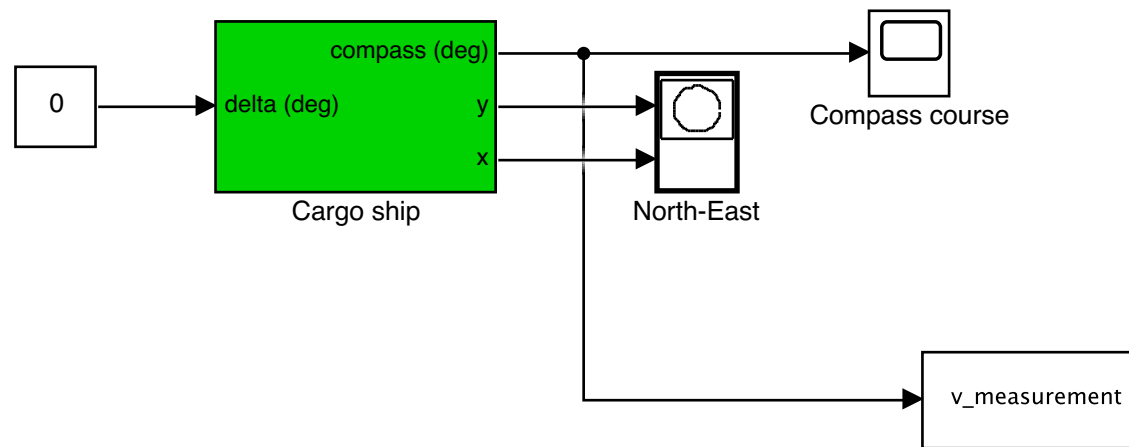 compass (deg)
0
delta (deg)
y
x
Cargo ship
North-East
Compass course
v_measurement